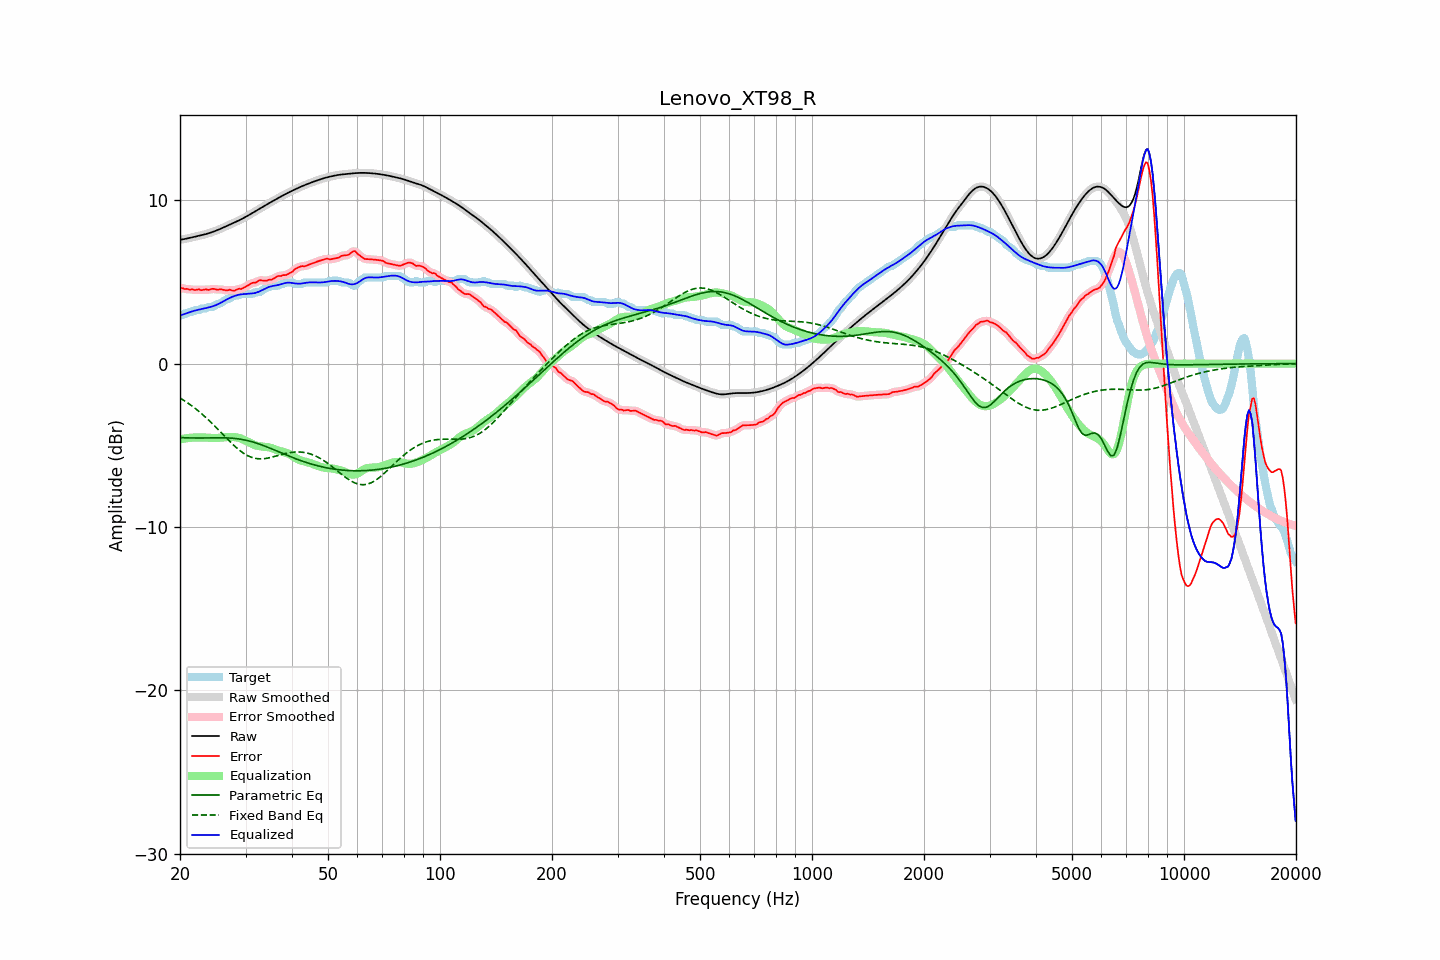 Lenovo_XT98_R
Amplitude (dBr)
10
0
−10
−20
−30
Target
Raw Smoothed
Error Smoothed
Raw
Error
Equalization
Parametric Eq
Fixed Band Eq
Equalized
20 50 100 200 500 1000 2000 5000 10000 20000
Frequency (Hz)